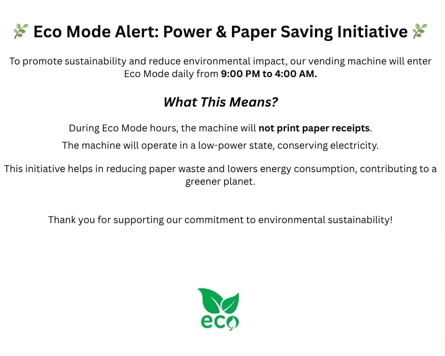 🌿 Eco Mode Alert: Power & Paper Saving Initiative 🌿
To promote sustainability and reduce environmental impact, our vending machine will enter
Eco Mode daily from 9:00 PM to 4:00 AM.
What This Means?
During Eco Mode hours, the machine will not print paper receipts.
The machine will operate in a low-power state, conserving electricity.
This initiative helps in reducing paper waste and lowers energy consumption, contributing to a
greener planet.
Thank you for supporting our commitment to environmental sustainability!
eco